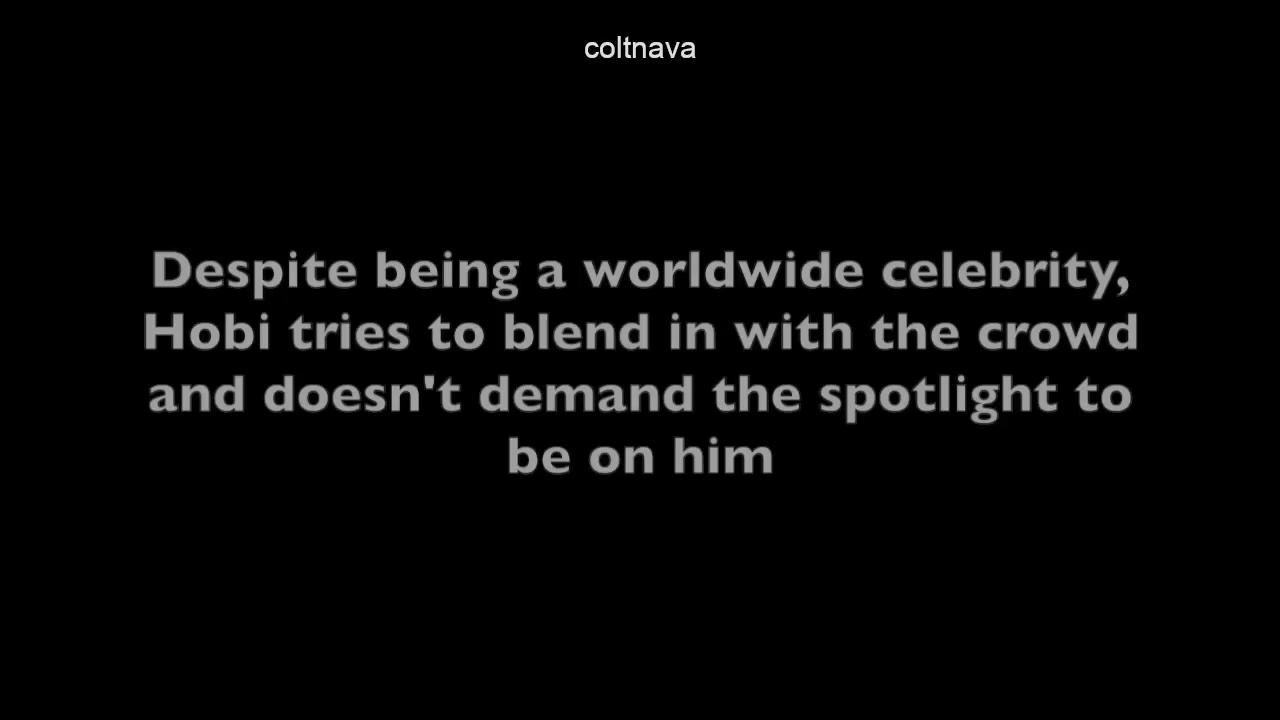 coltnava
Despite being a worldwide celebrity,
Hobi tries to blend in with the crowd
and doesn't demand the spotlight to
be on him